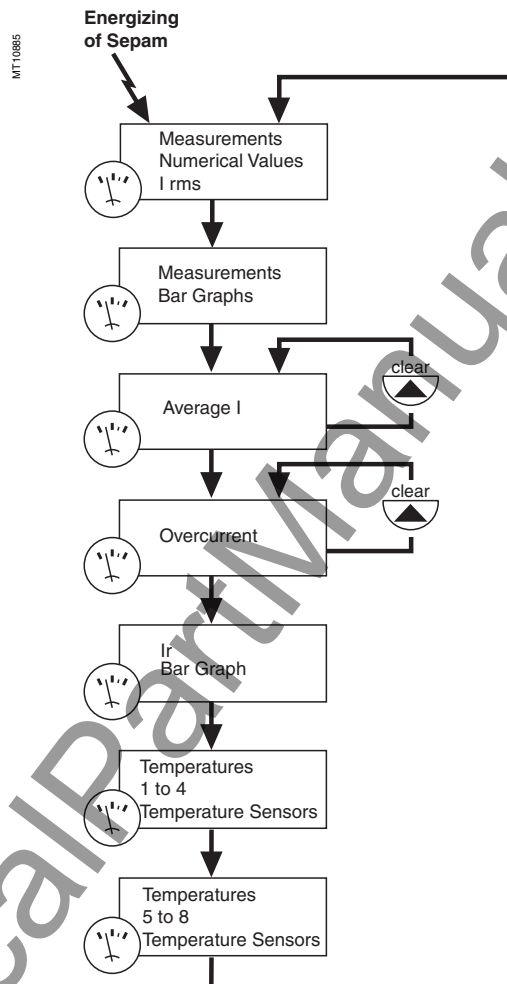 MT10885
Energizing
of Sepam
Measurements
Numerical Values
I rms
Measurements
Bar Graphs
Average I
clear
Overcurrent
clear
Ir
Bar Graph
Temperatures
1 to 4
Temperature Sensors
Temperatures
5 to 8
Temperature Sensors
calPartManual